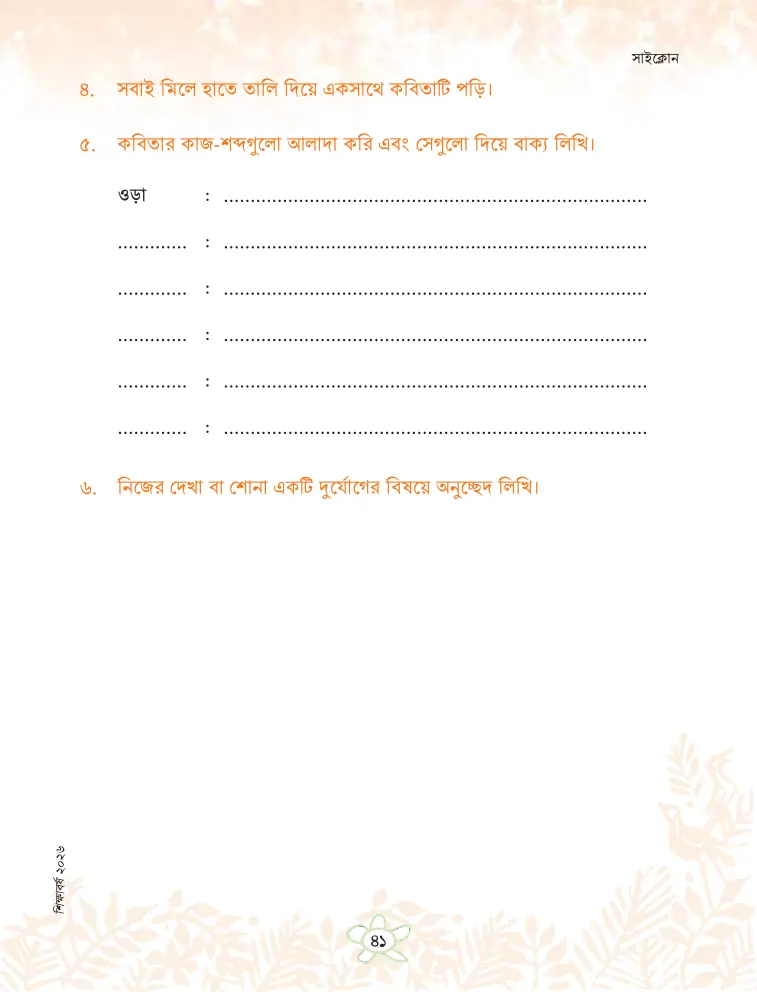 সাইক্লোন
৪. সবাই মিলে হাতে তালি দিয়ে একসাথে কবিতাটি পড়ি।
৫. কবিতার কাজ-শব্দগুলো আলাদা করি এবং সেগুলো দিয়ে বাক্য লিখি।
ওড়া : ...............................................................................
............. : ...............................................................................
............. : ...............................................................................
............. : ...............................................................................
............. : ...............................................................................
............. : ...............................................................................
৬. নিজের দেখা বা শোনা একটি দুর্যোগের বিষয়ে অনুচ্ছেদ লিখি।
শিক্ষাবর্ষ ২০২৬
৪১